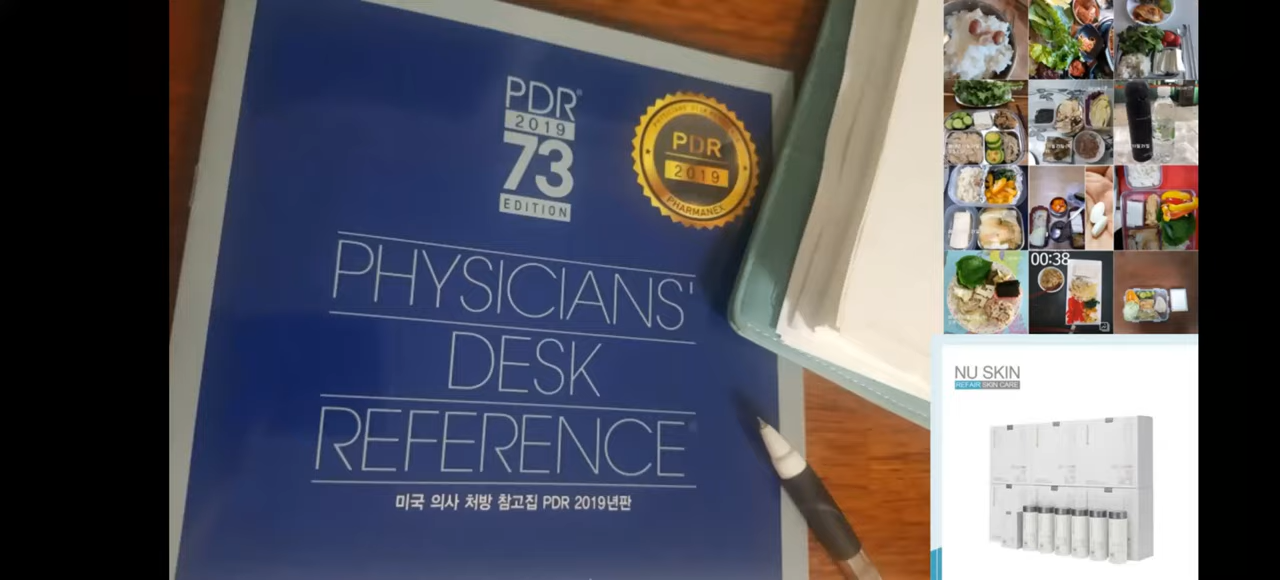 PDR®
2019
73
EDITION
PDR
2019
PHARMANEX
PHYSICIANS'
DESK
REFERENCE
미국 의사 처방 참고집 PDR 2019년판
00:38
NU SKIN
REPAIR SKIN CARE